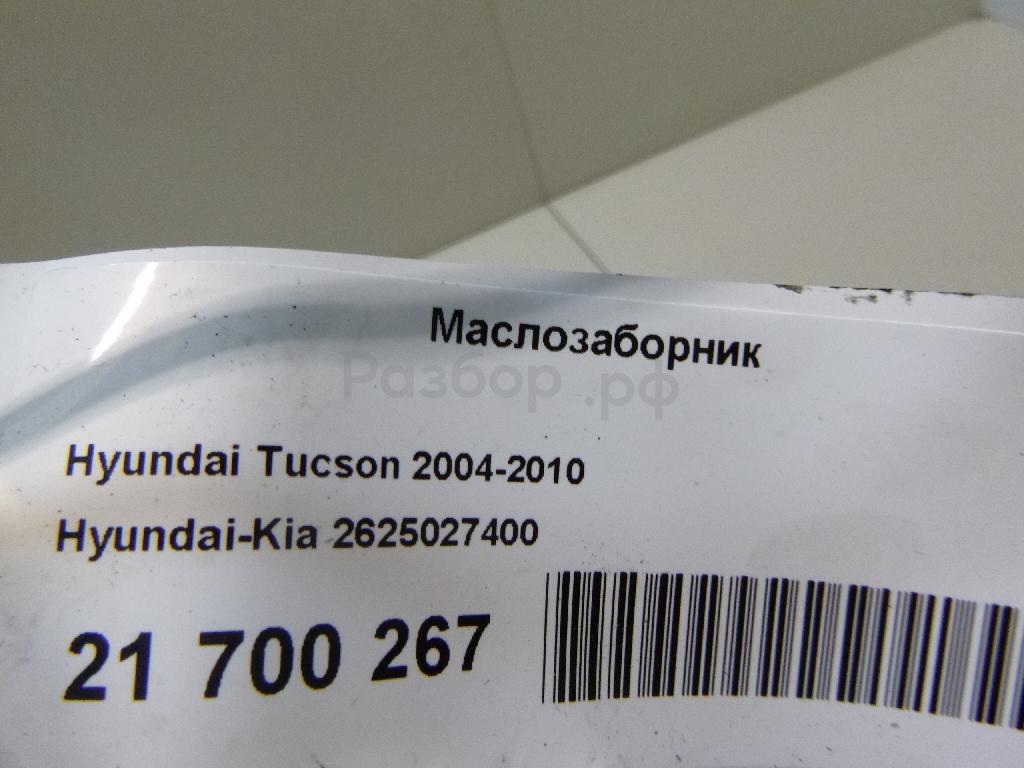 Маслозаборник
Разбор.рф
Hyundai Tucson 2004-2010
Hyundai-Kia 2625027400
21 700 267